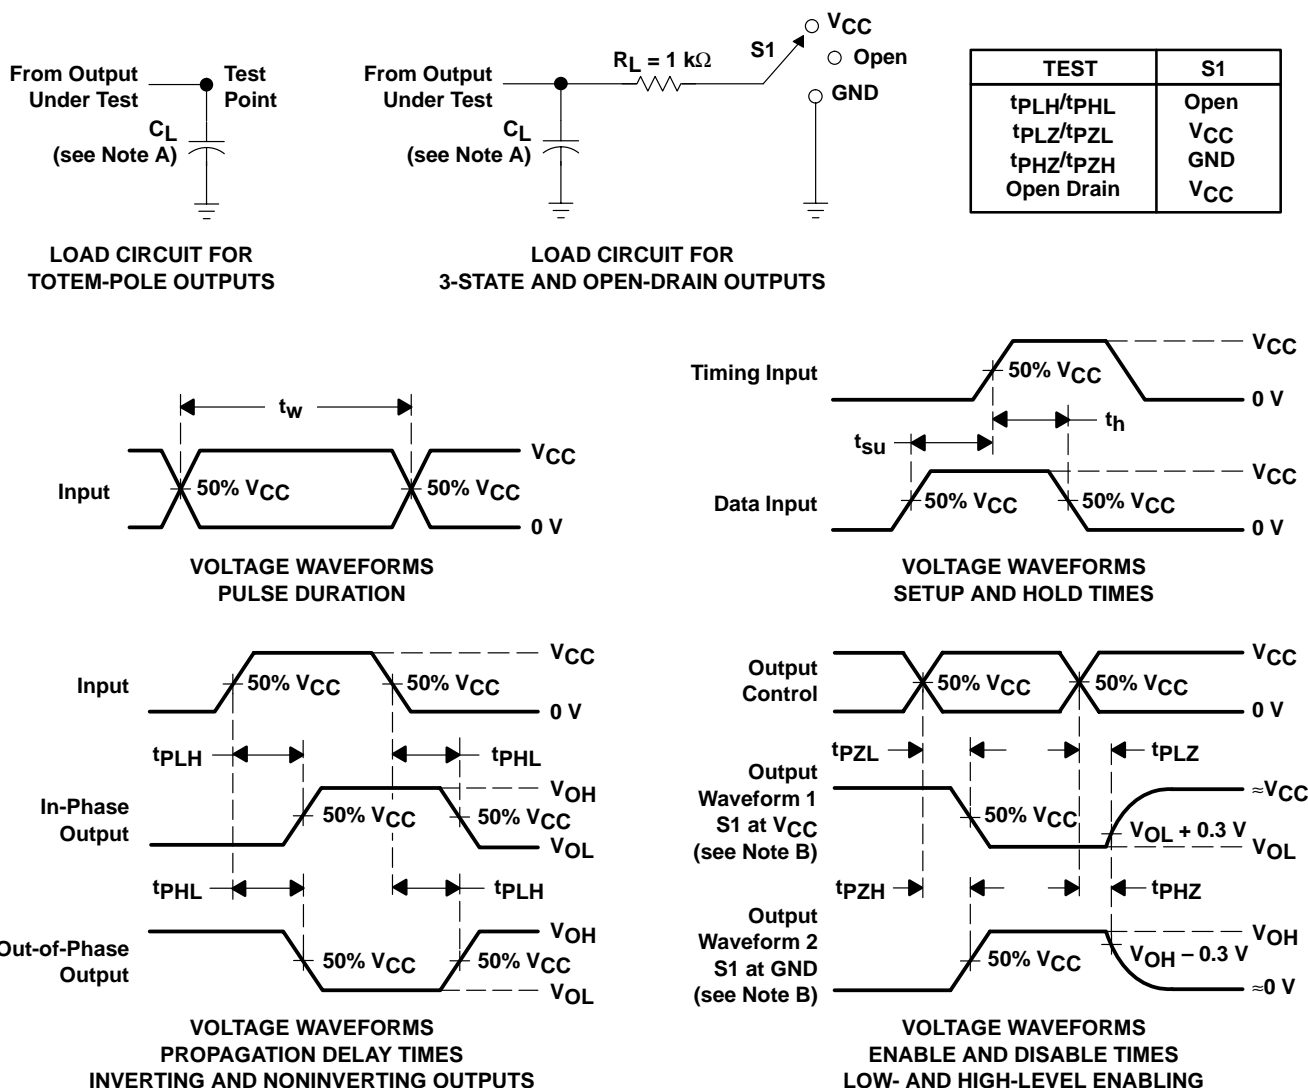 From Output
Under Test
Test
Point
CL
(see Note A)
LOAD CIRCUIT FOR
TOTEM-POLE OUTPUTS
From Output
Under Test
RL = 1 kΩ
S1
VCC
Open
GND
CL
(see Note A)
LOAD CIRCUIT FOR
3-STATE AND OPEN-DRAIN OUTPUTS
TEST S1
tPLH/tPHL Open
tPLZ/tPZL VCC
tPHZ/tPZH GND
Open Drain VCC
tw
VCC
Input
50% VCC
50% VCC
0 V
VOLTAGE WAVEFORMS
PULSE DURATION
Timing Input
50% VCC
VCC
0 V
tsu
th
Data Input
50% VCC
50% VCC
VCC
0 V
VOLTAGE WAVEFORMS
SETUP AND HOLD TIMES
Input
50% VCC
50% VCC
VCC
0 V
tPLH
tPHL
In-Phase
Output
50% VCC
50% VCC
VOH
VOL
tPHL
tPLH
Out-of-Phase
Output
50% VCC
50% VCC
VOH
VOL
VOLTAGE WAVEFORMS
PROPAGATION DELAY TIMES
INVERTING AND NONINVERTING OUTPUTS
Output
Control
50% VCC
50% VCC
VCC
0 V
tPZL
tPLZ
Output
Waveform 1
S1 at VCC
(see Note B)
50% VCC
VOL + 0.3 V
≈VCC
VOL
tPZH
tPHZ
Output
Waveform 2
S1 at GND
(see Note B)
50% VCC
VOH − 0.3 V
VOH
≈0 V
VOLTAGE WAVEFORMS
ENABLE AND DISABLE TIMES
LOW- AND HIGH-LEVEL ENABLING